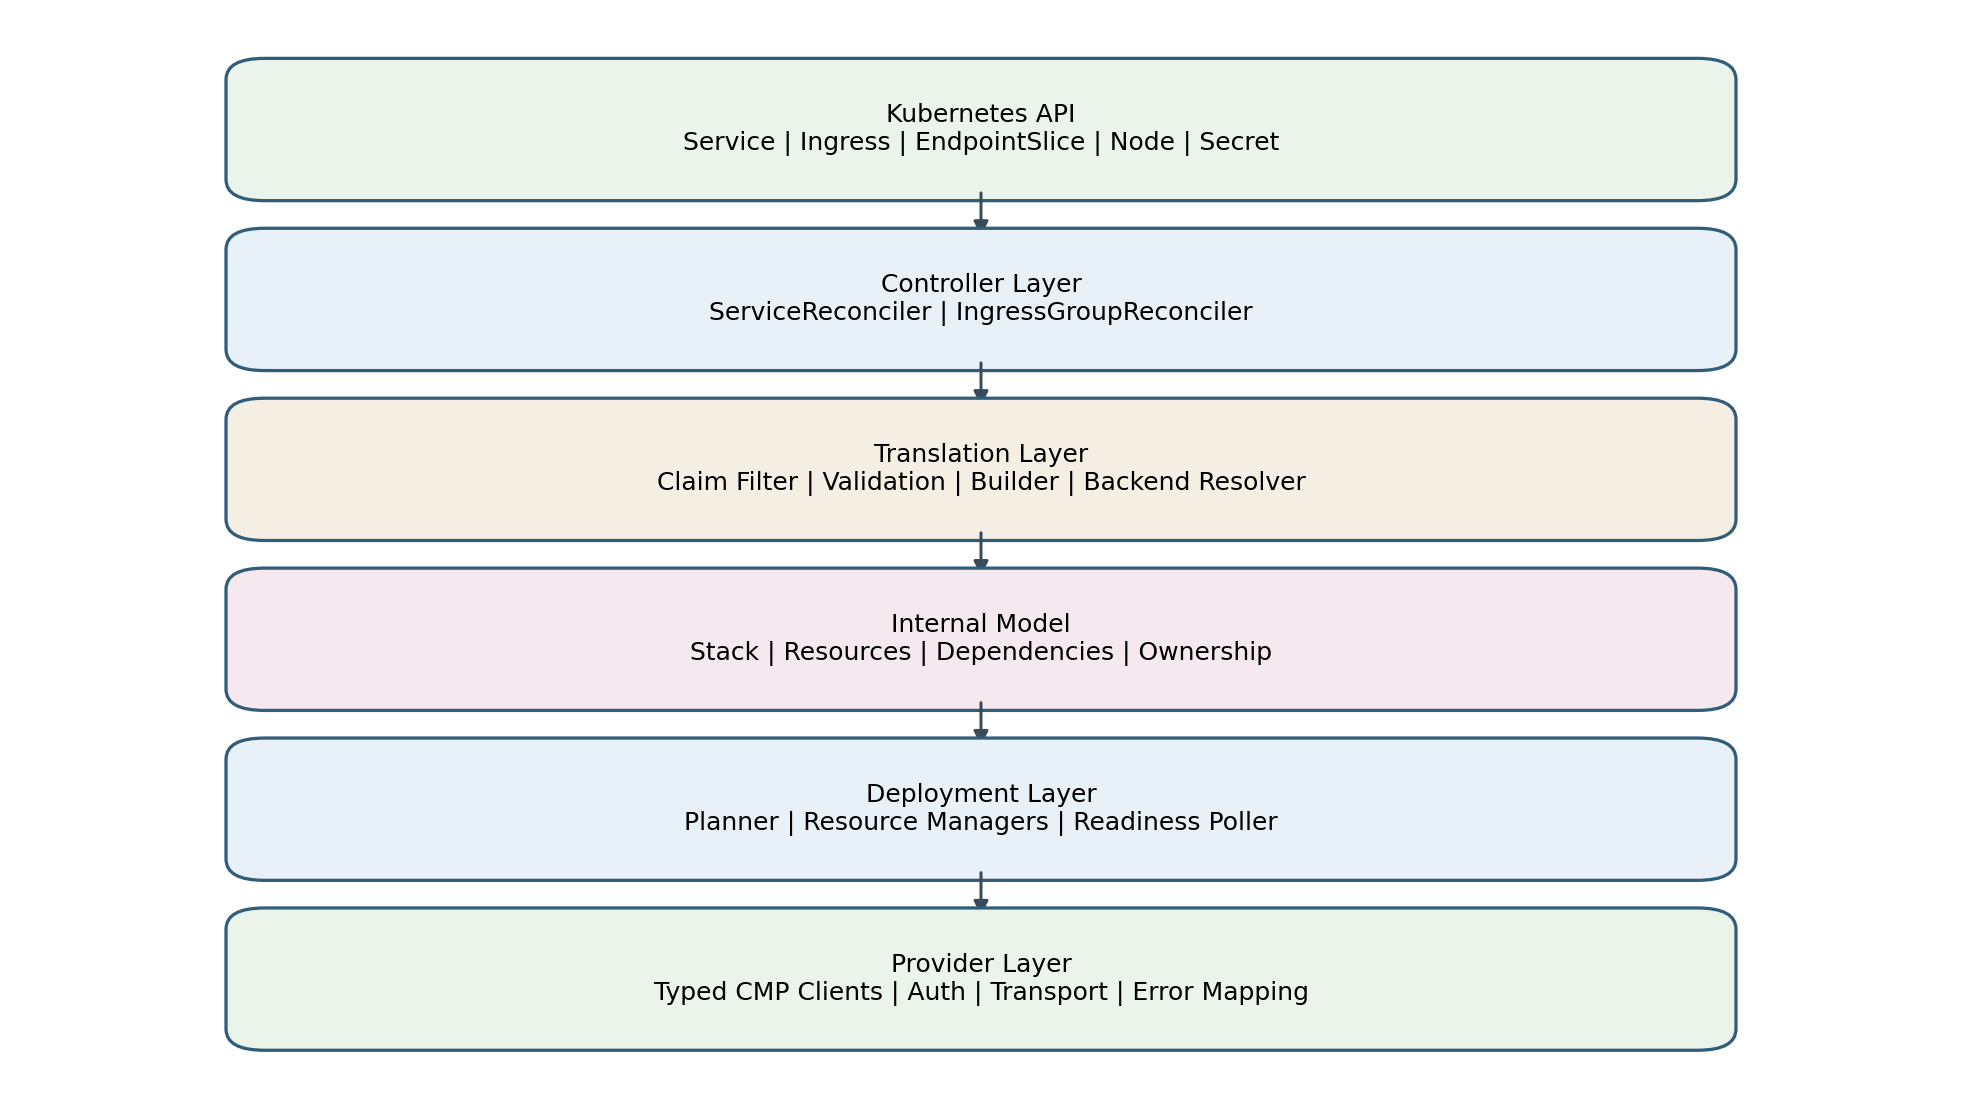 Kubernetes API
Service | Ingress | EndpointSlice | Node | Secret
Controller Layer
ServiceReconciler | IngressGroupReconciler
Translation Layer
Claim Filter | Validation | Builder | Backend Resolver
Internal Model
Stack | Resources | Dependencies | Ownership
Deployment Layer
Planner | Resource Managers | Readiness Poller
Provider Layer
Typed CMP Clients | Auth | Transport | Error Mapping